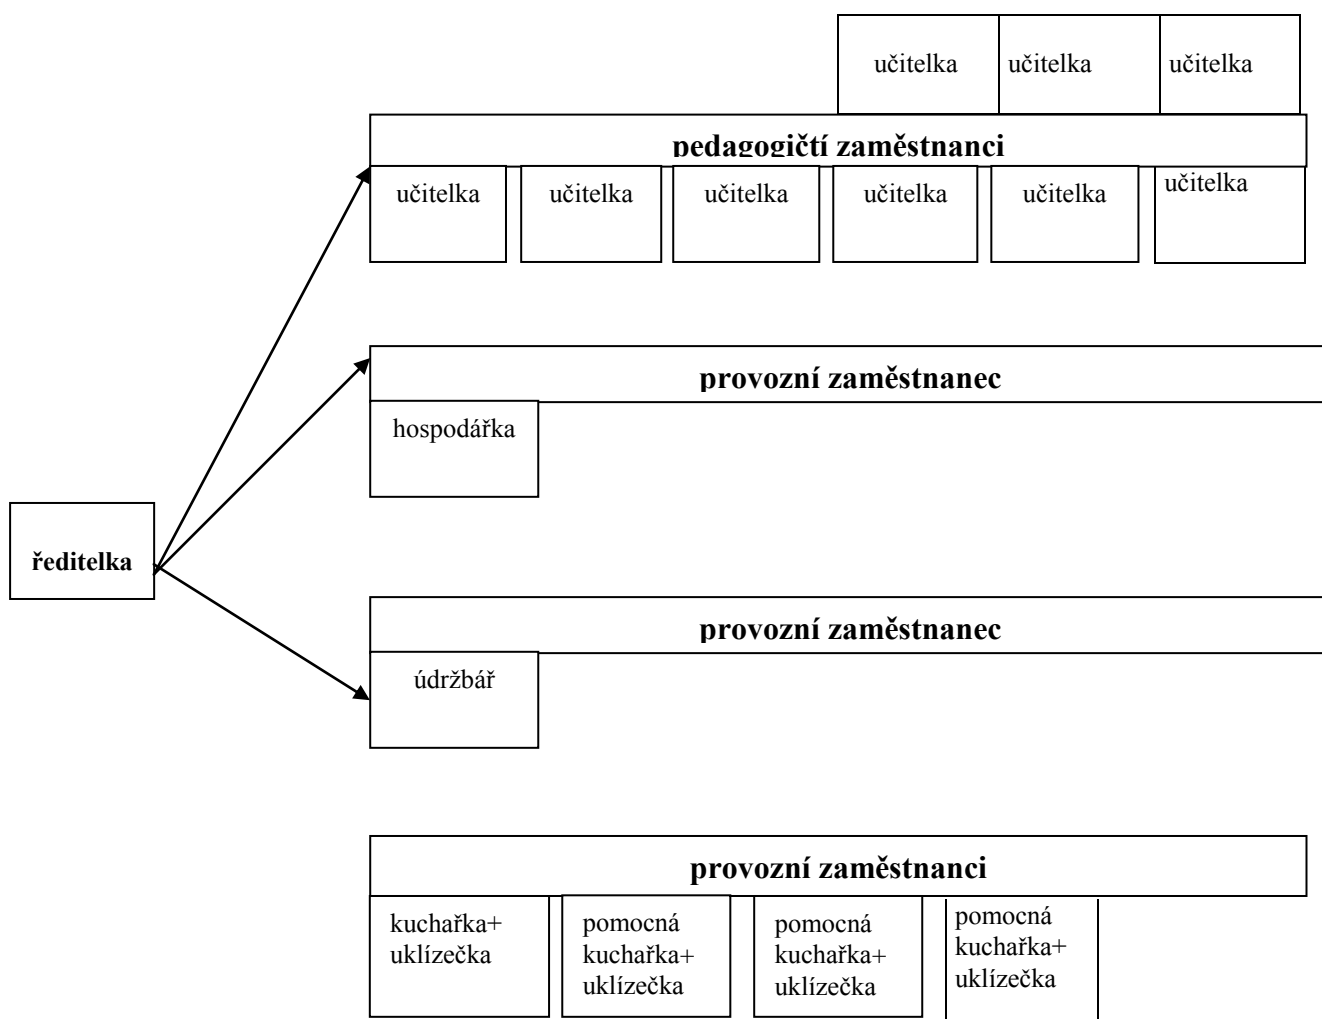 učitelka
učitelka
učitelka
pedagogičtí zaměstnanci
učitelka
učitelka
učitelka
učitelka
učitelka
učitelka
provozní zaměstnanec
hospodářka
ředitelka
provozní zaměstnanec
údržbář
provozní zaměstnanci
kuchařka+
uklízečka
pomocná
kuchařka+
uklízečka
pomocná
kuchařka+
uklízečka
pomocná
kuchařka+
uklízečka